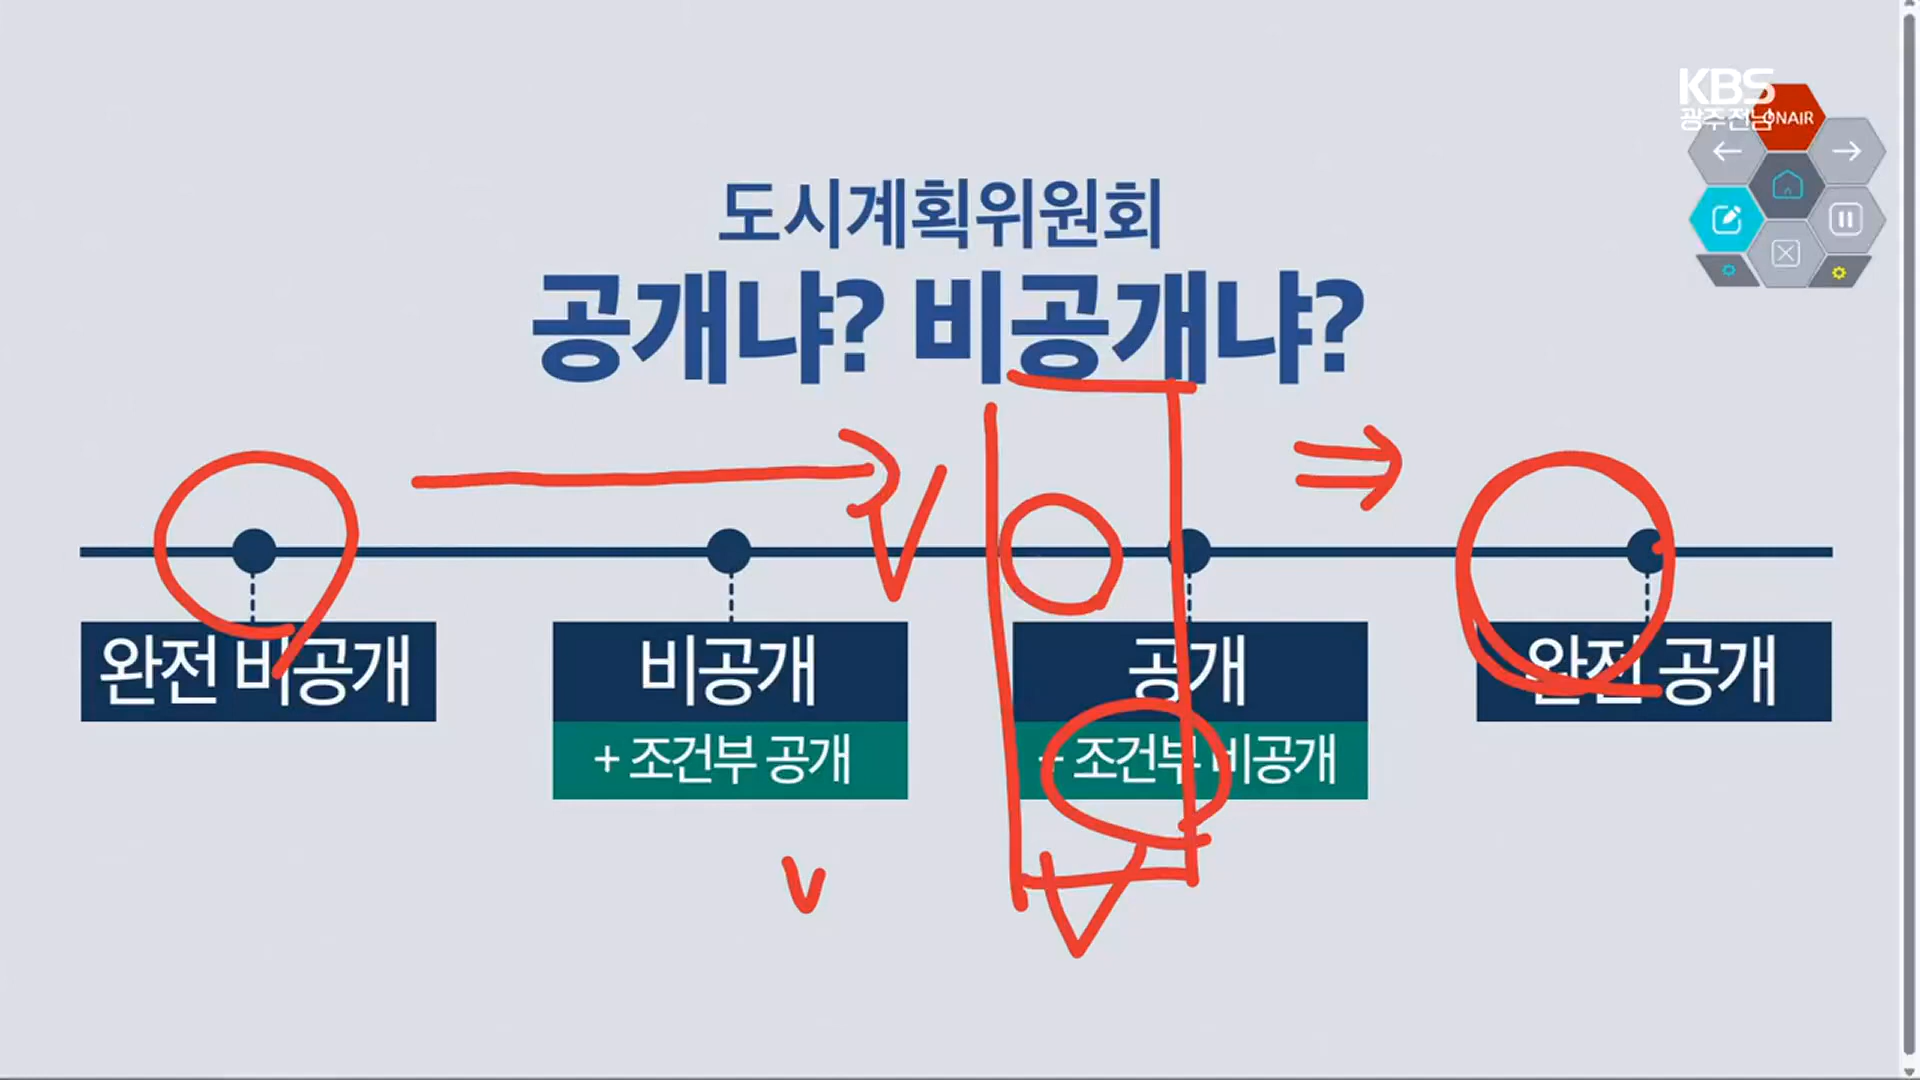 KBS
광주전남
ONAIR
도시계획위원회
공개냐? 비공개냐?
완전 비공개
비공개
+ 조건부 공개
공개
+ 조건부 비공개
완전 공개